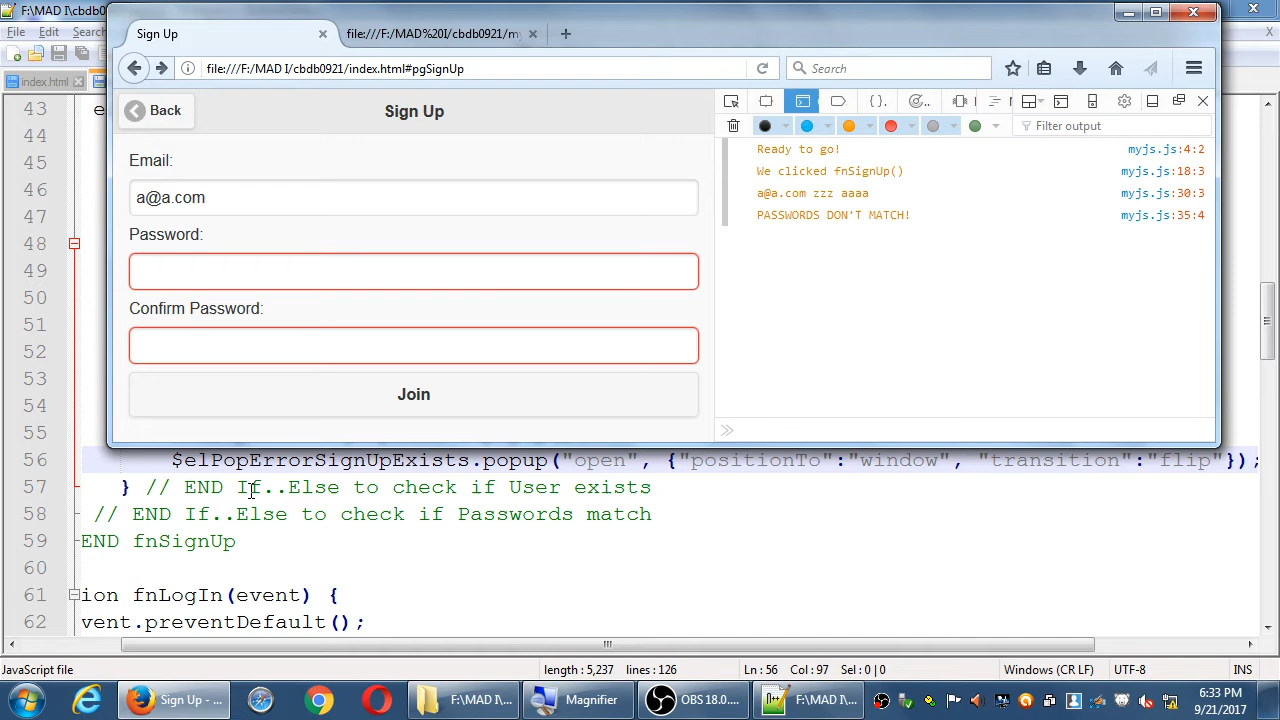 F:\MAD I\cbdb0
File Edit Search
index.html
Sign Up
file:///F:/MAD%20I/cbdb0921/my
file:///F:/MAD I/cbdb0921/index.html#pgSignUp
Search
Back
Sign Up
Email:
a@a.com
Password:
Confirm Password:
Join
Filter output
Ready to go! myjs.js:4:2
We clicked fnSignUp() myjs.js:18:3
a@a.com zzz aaaa myjs.js:30:3
PASSWORDS DON'T MATCH! myjs.js:35:4
43 e
44
45
46
47
48
49
50
51
52
53
54
55
56 $elPopErrorSignUpExists.popup("open", {"positionTo":"window", "transition":"flip"});
57 } // END If..Else to check if User exists
58 // END If..Else to check if Passwords match
59 END fnSignUp
60
61 ion fnLogIn(event) {
62 vent.preventDefault();
JavaScript file length : 5,237 lines : 126 Ln : 56 Col : 97 Sel : 0 | 0 Windows (CR LF) UTF-8 INS
Sign Up - ...
F:\MAD I\...
Magnifier
OBS 18.0....
F:\MAD I\...
6:33 PM
9/21/2017